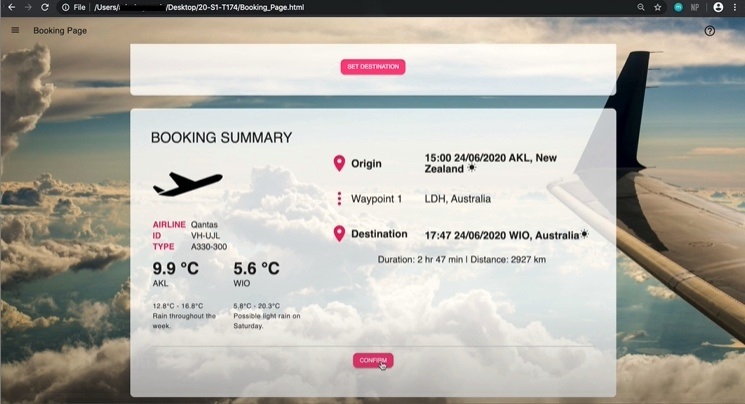 File | /Users/
/Desktop/20-S1-T174/Booking_Page.html
NP
Booking Page
SET DESTINATION
BOOKING SUMMARY
Origin
15:00 24/06/2020 AKL, New
Zealand
Waypoint 1
LDH, Australia
Destination
17:47 24/06/2020 WIO, Australia
Duration: 2 hr 47 min | Distance: 2927 km
AIRLINE Qantas
ID VH-UJL
TYPE A330-300
9.9 °C
AKL
12.8°C - 16.8°C
Rain throughout the
week.
5.6 °C
WIO
5.8°C - 20.3°C
Possible light rain on
Saturday.
CONFIRM